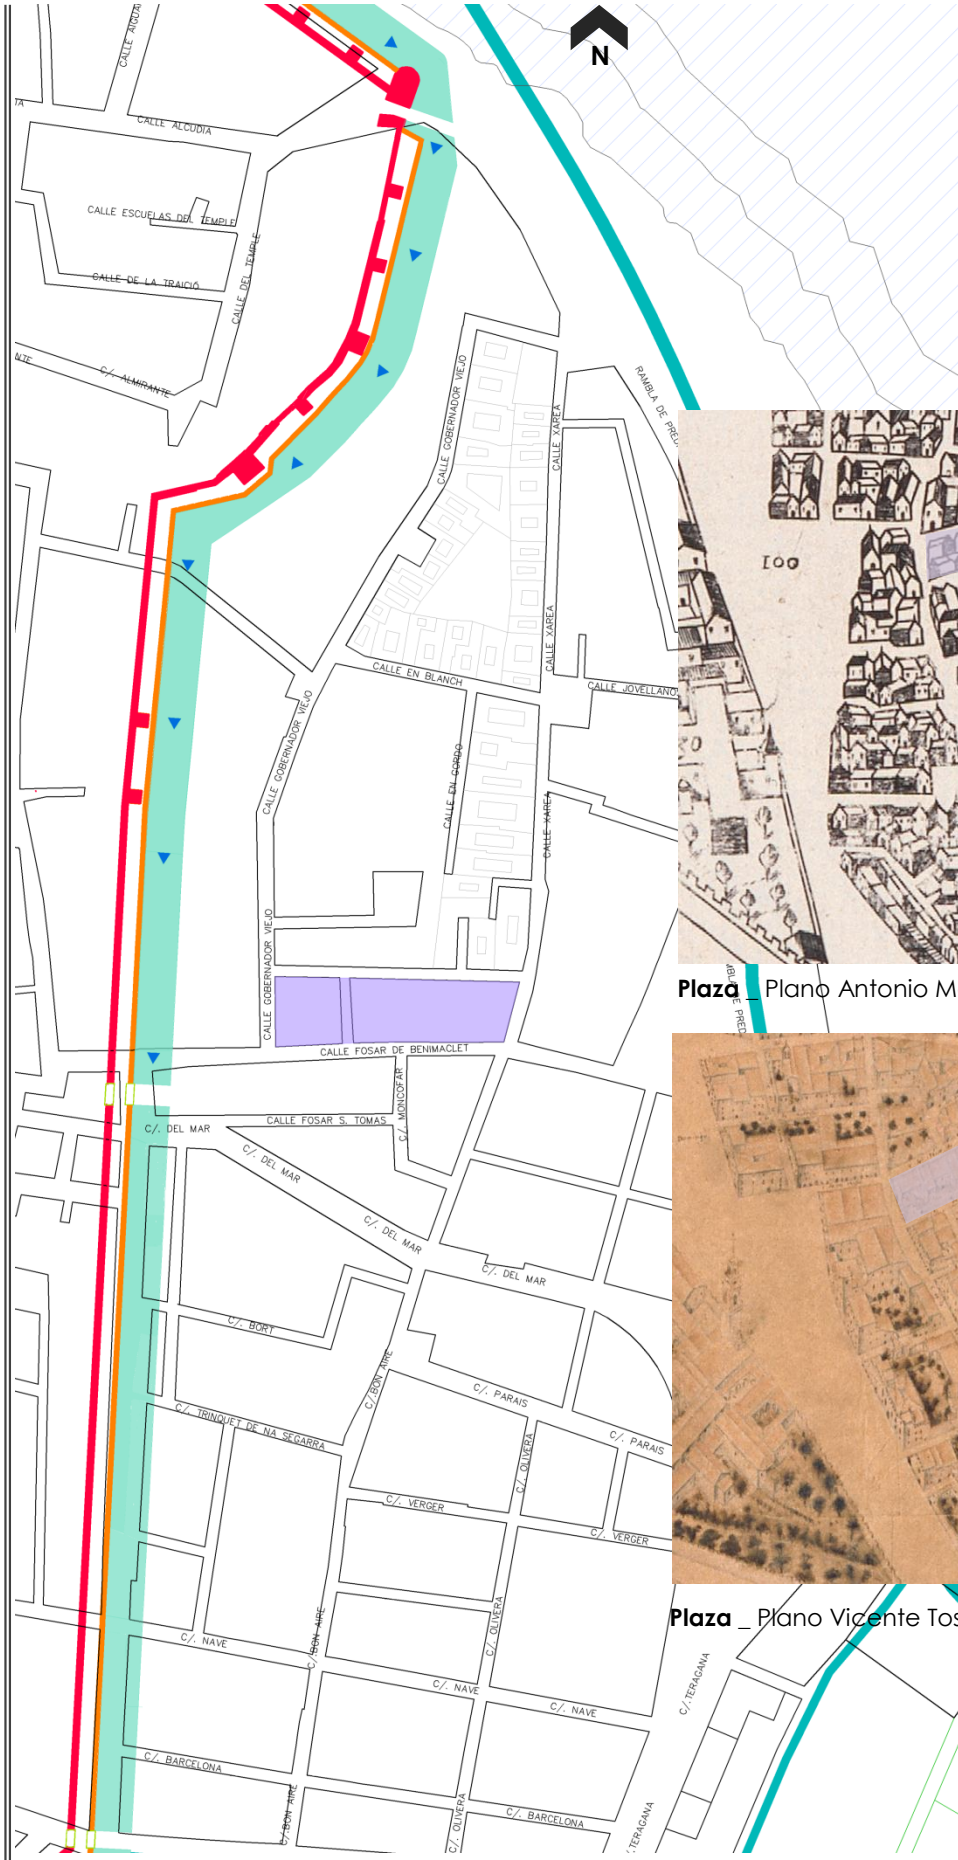 N
CALLE ALCUDIA
CALLE ESCUELAS DEL TEMPLE
CALLE DE LA TRAICIÓ
CALLE DEL TEMPLE
C/. ALMIRANTE
CALLE GOBERNADOR VIEJO
CALLE XAREA
RAMBLA DE PRED
100
CALLE XAREA
CALLE EN BLANCH
CALLE JOVELLANO
CALLE GOBERNADOR VIEJO
CALLE EN GORDO
CALLE XAREA
CALLE GOBERNADOR VIEJO
Plaza _ Plano Antonio M
CALLE FOSAR DE BENIMACLET
C/. MONCOFAR
CALLE FOSAR S. TOMAS
C/. DEL MAR
C/. DEL MAR
C/. DEL MAR
C/. DEL MAR
C/. BORT
C/.BON AIRE
C/. PARAIS
C/. PARAIS
C/. TRINQUET DE NA SEGARRA
C/. OLIVERA
C/. VERGER
C/. VERGER
Plaza _ Plano Vicente Tos
C/.BON AIRE
C/. OLIVERA
C/. NAVE
C/. NAVE
C/. NAVE
C/.TERAGANA
C/. BARCELONA
C/.BON AIRE
C/. OLIVERA
C/. BARCELONA
/.TERAGANA